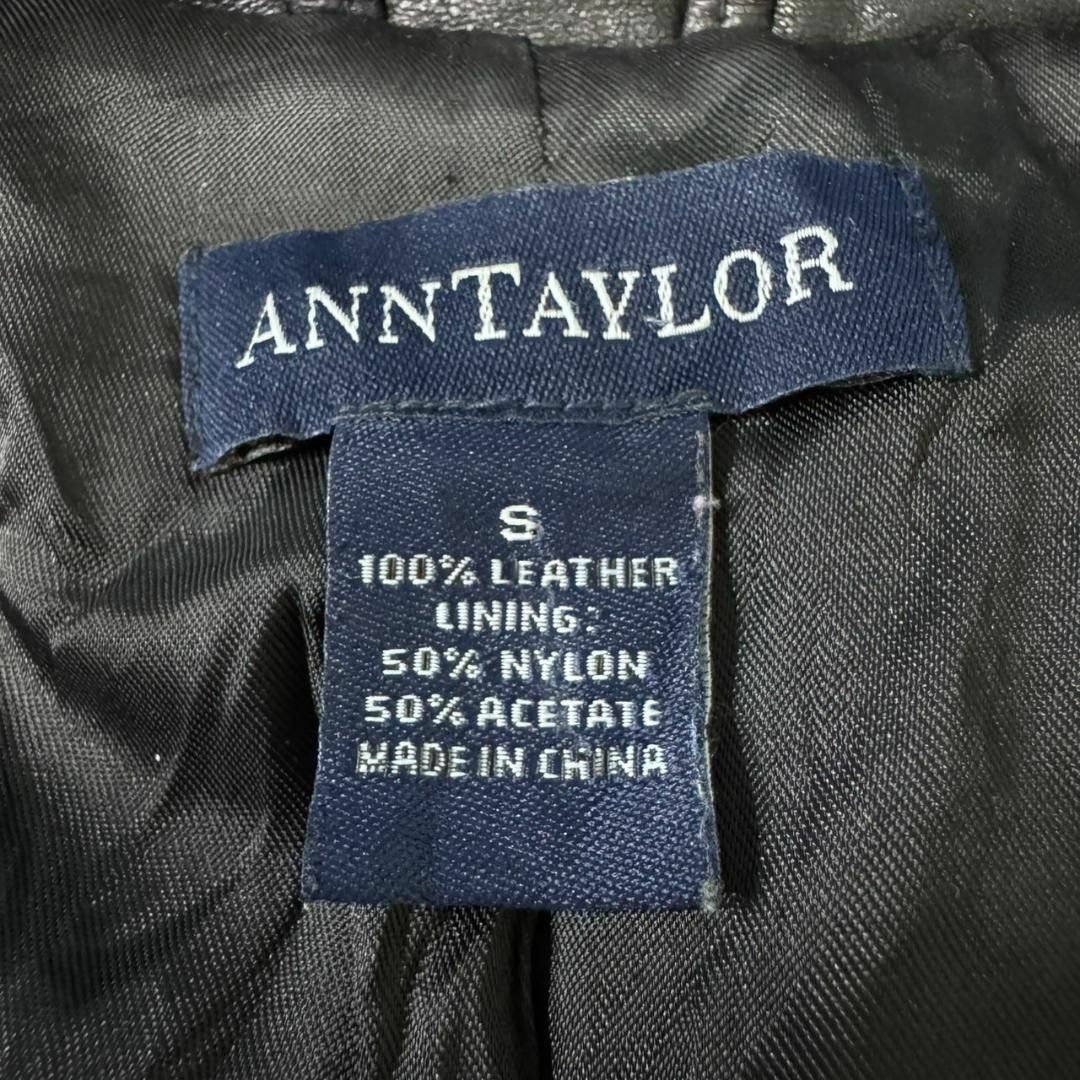 ANNTAYLOR
S
100% LEATHER
LINING:
50% NYLON
50% ACETATE
MADE IN CHINA